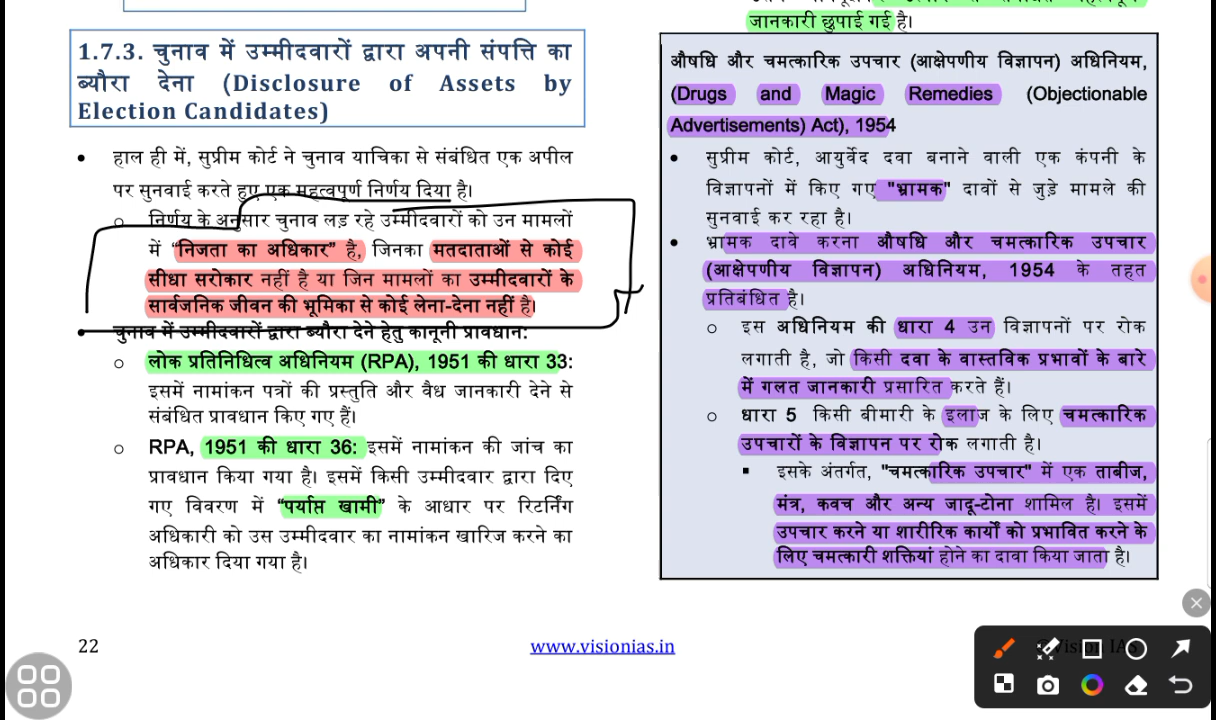 1.7.3. चुनाव में उम्मीदवारों द्वारा अपनी संपत्ति का
ब्यौरा देना (Disclosure of Assets by
Election Candidates)
• हाल ही में, सुप्रीम कोर्ट ने चुनाव याचिका से संबंधित एक अपील
पर सुनवाई करते हुए एक महत्वपूर्ण निर्णय दिया है।
o निर्णय के अनुसार चुनाव लड़ रहे उम्मीदवारों को उन मामलों
में “निजता का अधिकार” है, जिनका मतदाताओं से कोई
सीधा सरोकार नहीं है या जिन मामलों का उम्मीदवारों के
सार्वजनिक जीवन की भूमिका से कोई लेना-देना नहीं है।
• चुनाव में उम्मीदवारों द्वारा ब्यौरा देने हेतु कानूनी प्रावधान:
o लोक प्रतिनिधित्व अधिनियम (RPA), 1951 की धारा 33:
इसमें नामांकन पत्रों की प्रस्तुति और वैध जानकारी देने से
संबंधित प्रावधान किए गए हैं।
o RPA, 1951 की धारा 36: इसमें नामांकन की जांच का
प्रावधान किया गया है। इसमें किसी उम्मीदवार द्वारा दिए
गए विवरण में “पर्याप्त खामी” के आधार पर रिटर्निंग
अधिकारी को उस उम्मीदवार का नामांकन खारिज करने का
अधिकार दिया गया है।
जानकारी छुपाई गई है।
औषधि और चमत्कारिक उपचार (आक्षेपणीय विज्ञापन) अधिनियम,
(Drugs and Magic Remedies (Objectionable
Advertisements) Act), 1954
• सुप्रीम कोर्ट, आयुर्वेद दवा बनाने वाली एक कंपनी के
विज्ञापनों में किए गए "भ्रामक" दावों से जुड़े मामले की
सुनवाई कर रहा है।
• भ्रामक दावे करना औषधि और चमत्कारिक उपचार
(आक्षेपणीय विज्ञापन) अधिनियम, 1954 के तहत
प्रतिबंधित है।
o इस अधिनियम की धारा 4 उन विज्ञापनों पर रोक
लगाती है, जो किसी दवा के वास्तविक प्रभावों के बारे
में गलत जानकारी प्रसारित करते हैं।
o धारा 5 किसी बीमारी के इलाज के लिए चमत्कारिक
उपचारों के विज्ञापन पर रोक लगाती है।
▪ इसके अंतर्गत, "चमत्कारिक उपचार" में एक ताबीज,
मंत्र, कवच और अन्य जादू-टोना शामिल है। इसमें
उपचार करने या शारीरिक कार्यों को प्रभावित करने के
लिए चमत्कारी शक्तियां होने का दावा किया जाता है।
22
www.visionias.in
©Vision IAS